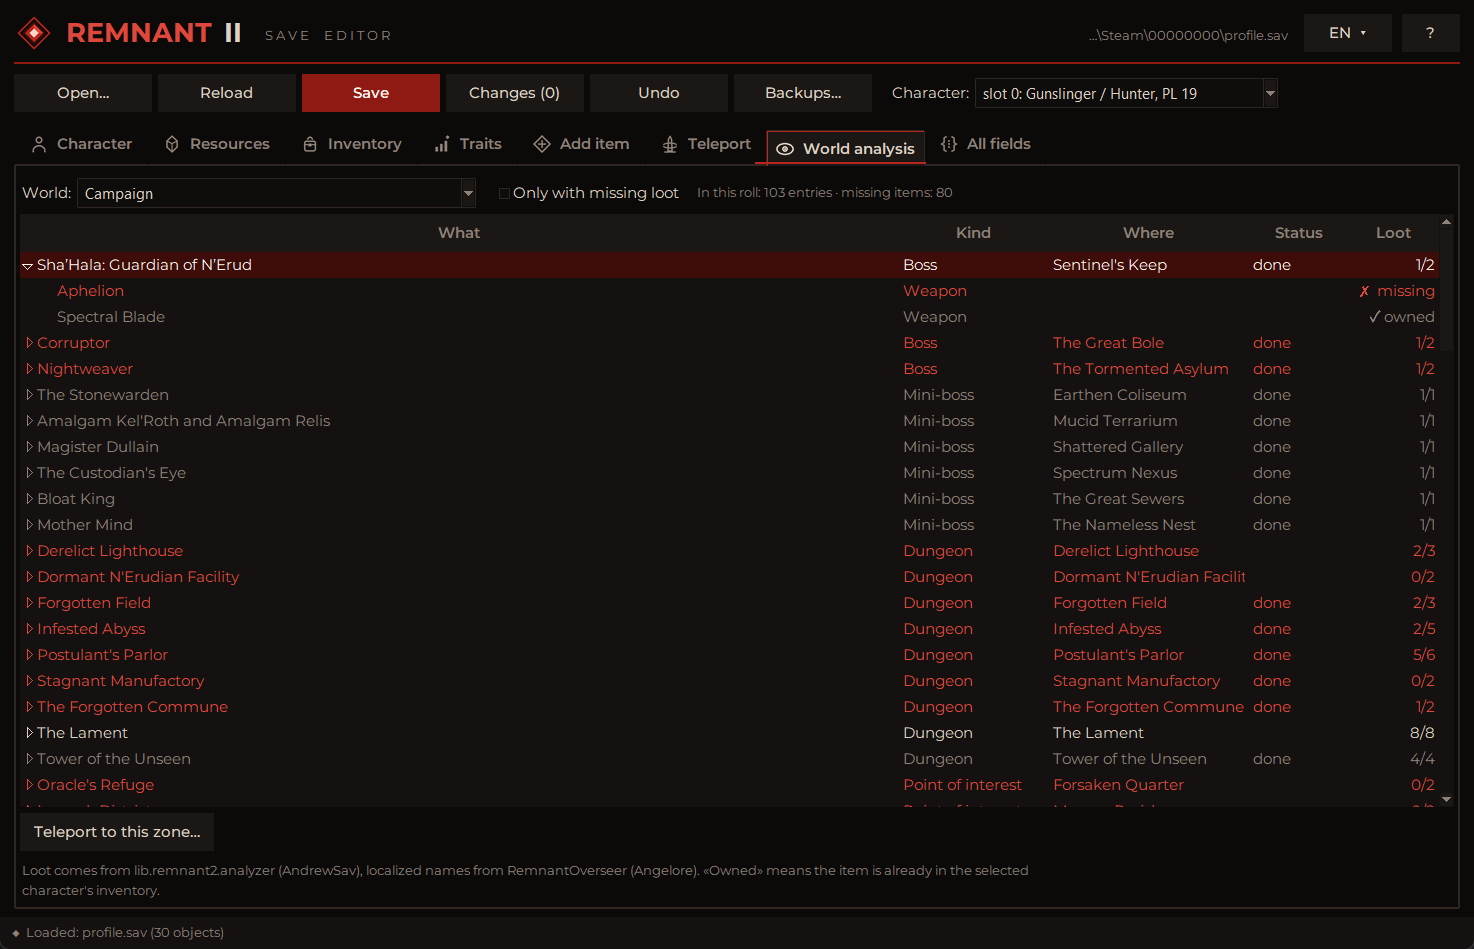 REMNANT II SAVE EDITOR
...\Steam\00000000\profile.sav EN ?
Open... Reload Save Changes (0) Undo Backups... Character: slot 0: Gunslinger / Hunter, PL 19
Character Resources Inventory Traits Add item Teleport World analysis All fields
World: Campaign Only with missing loot In this roll: 103 entries · missing items: 80
What Kind Where Status Loot
Sha’Hala: Guardian of N’Erud Boss Sentinel's Keep done 1/2
Aphelion Weapon ✗ missing
Spectral Blade Weapon ✓ owned
Corruptor Boss The Great Bole done 1/2
Nightweaver Boss The Tormented Asylum done 1/2
The Stonewarden Mini-boss Earthen Coliseum done 1/1
Amalgam Kel'Roth and Amalgam Relis Mini-boss Mucid Terrarium done 1/1
Magister Dullain Mini-boss Shattered Gallery done 1/1
The Custodian's Eye Mini-boss Spectrum Nexus done 1/1
Bloat King Mini-boss The Great Sewers done 1/1
Mother Mind Mini-boss The Nameless Nest done 1/1
Derelict Lighthouse Dungeon Derelict Lighthouse 2/3
Dormant N'Erudian Facility Dungeon Dormant N'Erudian Facilit 0/2
Forgotten Field Dungeon Forgotten Field done 2/3
Infested Abyss Dungeon Infested Abyss done 2/5
Postulant's Parlor Dungeon Postulant's Parlor done 5/6
Stagnant Manufactory Dungeon Stagnant Manufactory done 0/2
The Forgotten Commune Dungeon The Forgotten Commune done 1/2
The Lament Dungeon The Lament 8/8
Tower of the Unseen Dungeon Tower of the Unseen done 4/4
Oracle's Refuge Point of interest Forsaken Quarter 0/2
Teleport to this zone...
Loot comes from lib.remnant2.analyzer (AndrewSav), localized names from RemnantOverseer (Angelore). «Owned» means the item is already in the selected
character's inventory.
Loaded: profile.sav (30 objects)